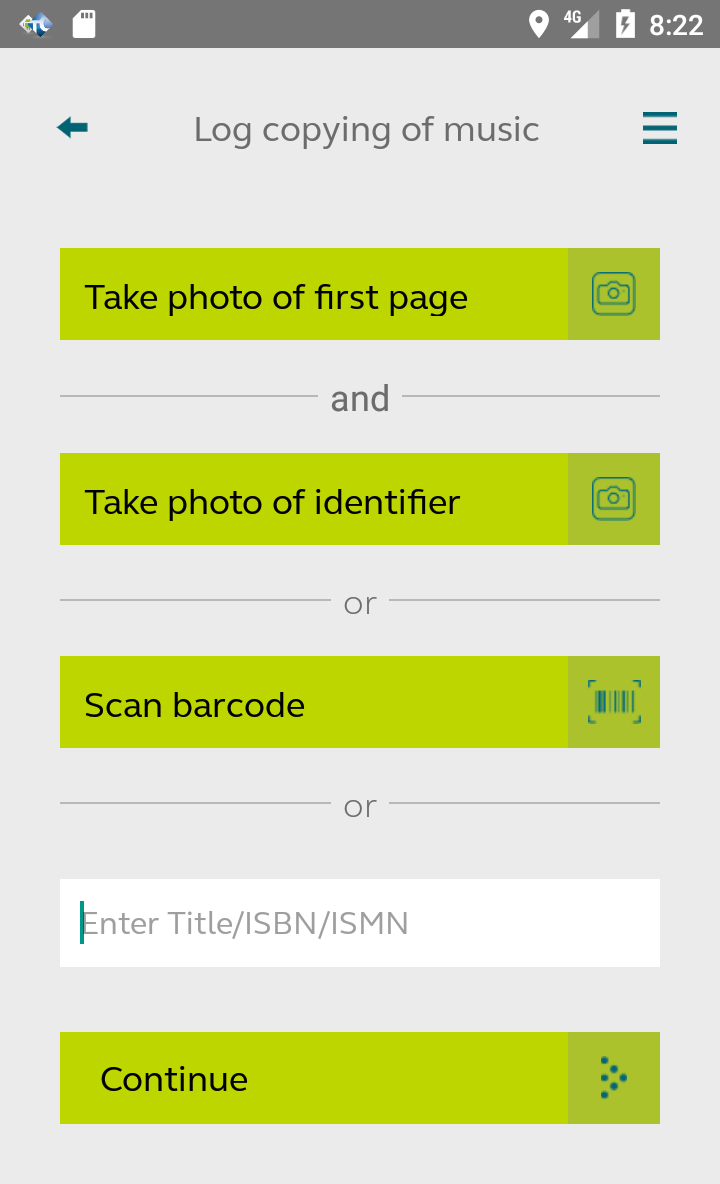 4G 8:22
Log copying of music
Take photo of first page
and
Take photo of identifier
or
Scan barcode
or
Enter Title/ISBN/ISMN
Continue